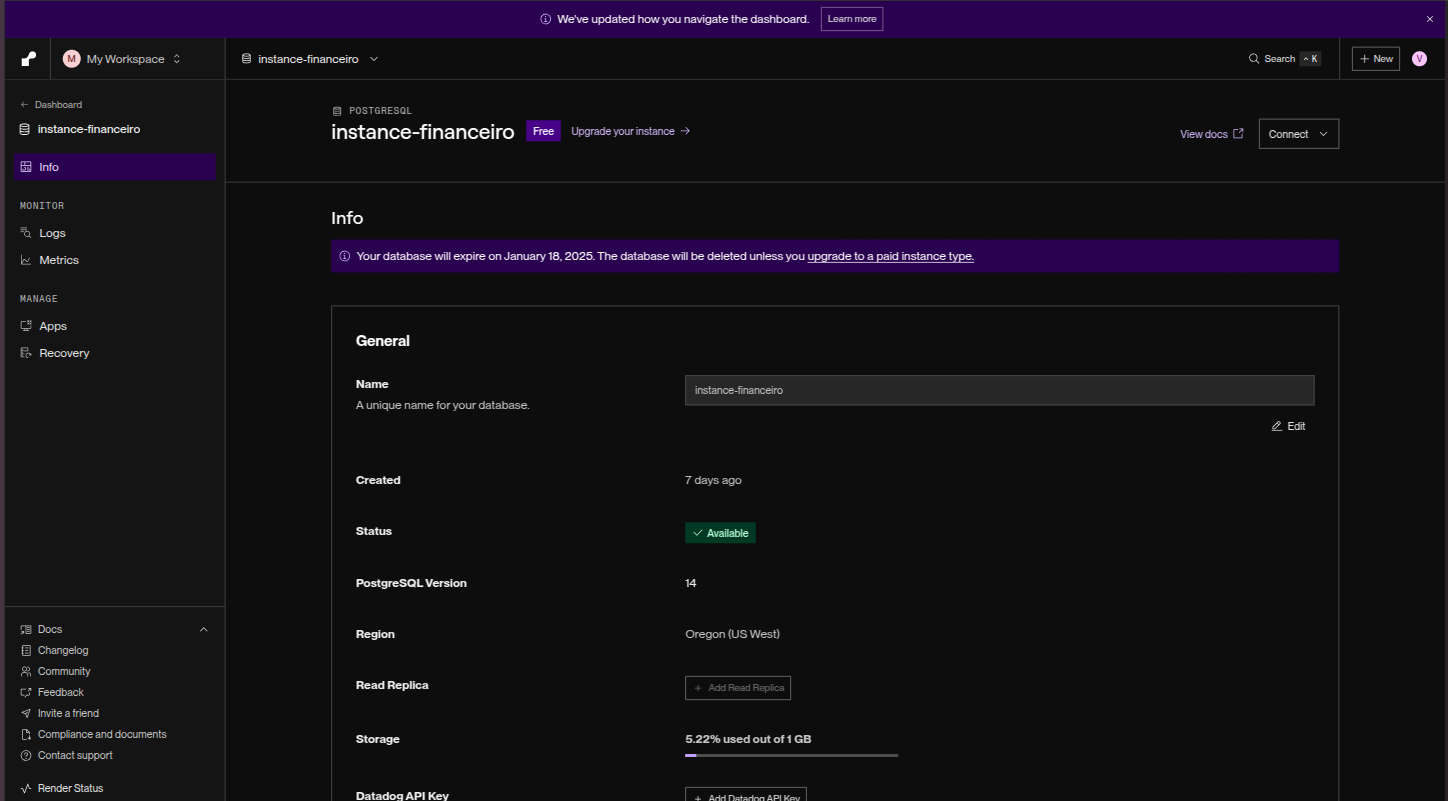 We've updated how you navigate the dashboard. Learn more
M My Workspace
instance-financeiro
Search ^ K
+ New
V
← Dashboard
instance-financeiro
Info
MONITOR
Logs
Metrics
MANAGE
Apps
Recovery
Docs
Changelog
Community
Feedback
Invite a friend
Compliance and documents
Contact support
Render Status
POSTGRESQL
instance-financeiro Free Upgrade your instance →
View docs
Connect
Info
Your database will expire on January 18, 2025. The database will be deleted unless you upgrade to a paid instance type.
General
Name
A unique name for your database.
instance-financeiro
Edit
Created 7 days ago
Status Available
PostgreSQL Version 14
Region Oregon (US West)
Read Replica + Add Read Replica
Storage 5.22% used out of 1 GB
Datadog API Key + Add Datadog API Key